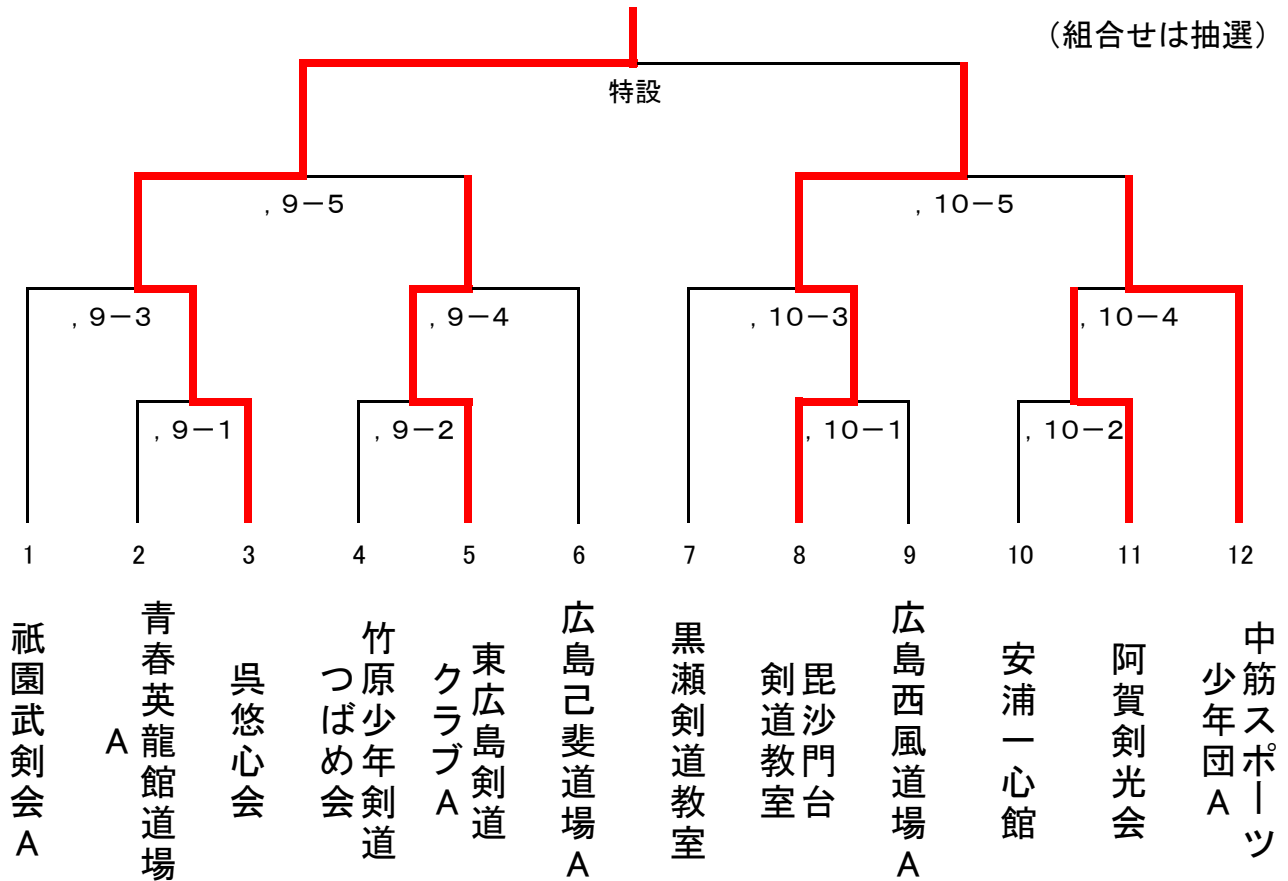 （組合せは抽選）
特設
，9－5
，10－5
，9－3
，9－4
，10－3
，10－4
，9－1
，9－2
，10－1
，10－2
1
2
3
4
5
6
7
8
9
10
11
12
祇園武剣会A
青春英龍館道場
A
呉悠心会
竹原少年剣道
つばめ会
東広島剣道
クラブA
広島己斐道場A
黒瀬剣道教室
毘沙門台
剣道教室
広島西風道場A
安浦一心館
阿賀剣光会
中筋スポーツ
少年団A